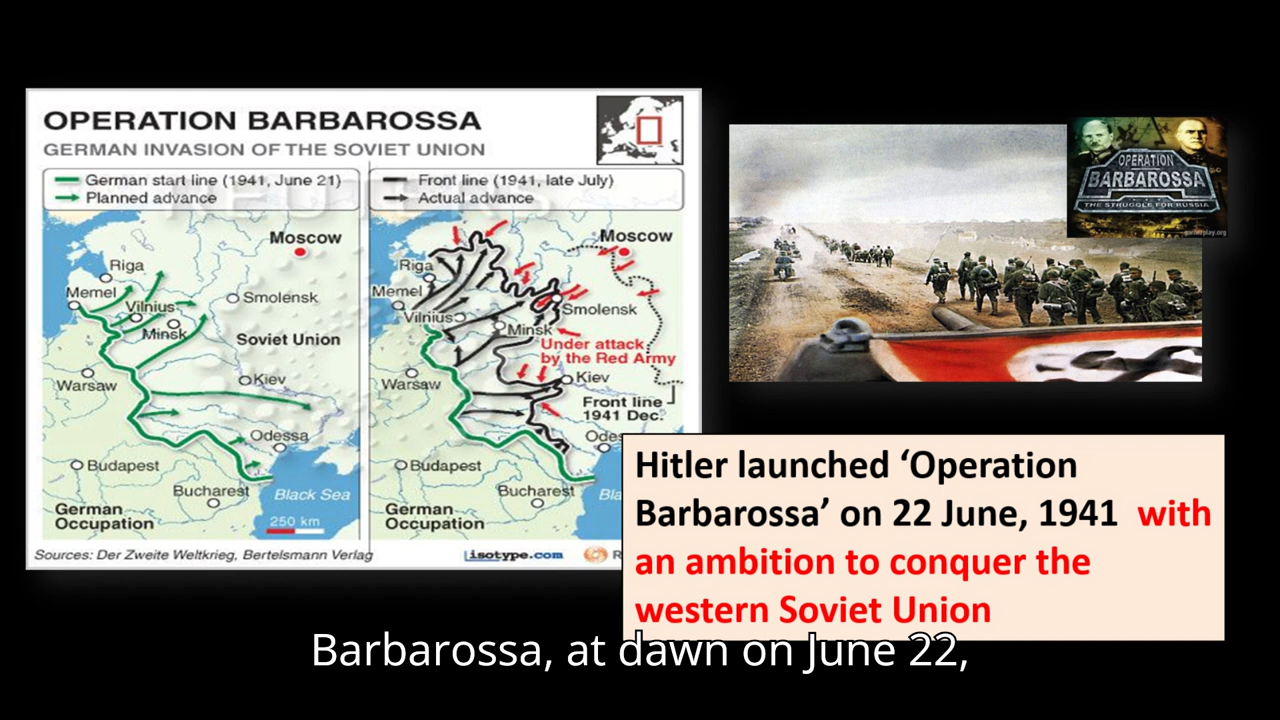 OPERATION BARBAROSSA
GERMAN INVASION OF THE SOVIET UNION
German start line (1941, June 21)
Planned advance
Moscow
Riga
Memel
Vilnius
Smolensk
Minsk
Soviet Union
Warsaw
Kiev
Odessa
Budapest
Bucharest
Black Sea
German
Occupation
250 km
Front line (1941, late July)
Actual advance
Moscow
Riga
Memel
Smolensk
Vilnius
Minsk
Under attack
by the Red Army
Warsaw
Kiev
Front line
1941 Dec.
Budapest
Bucharest
German
Occupation
Sources: Der Zweite Weltkrieg, Bertelsmann Verlag
isotype.com
OPERATION
BARBAROSSA
THE STRUGGLE FOR RUSSIA
Hitler launched ‘Operation
Barbarossa’ on 22 June, 1941 with
an ambition to conquer the
western Soviet Union
Barbarossa, at dawn on June 22,